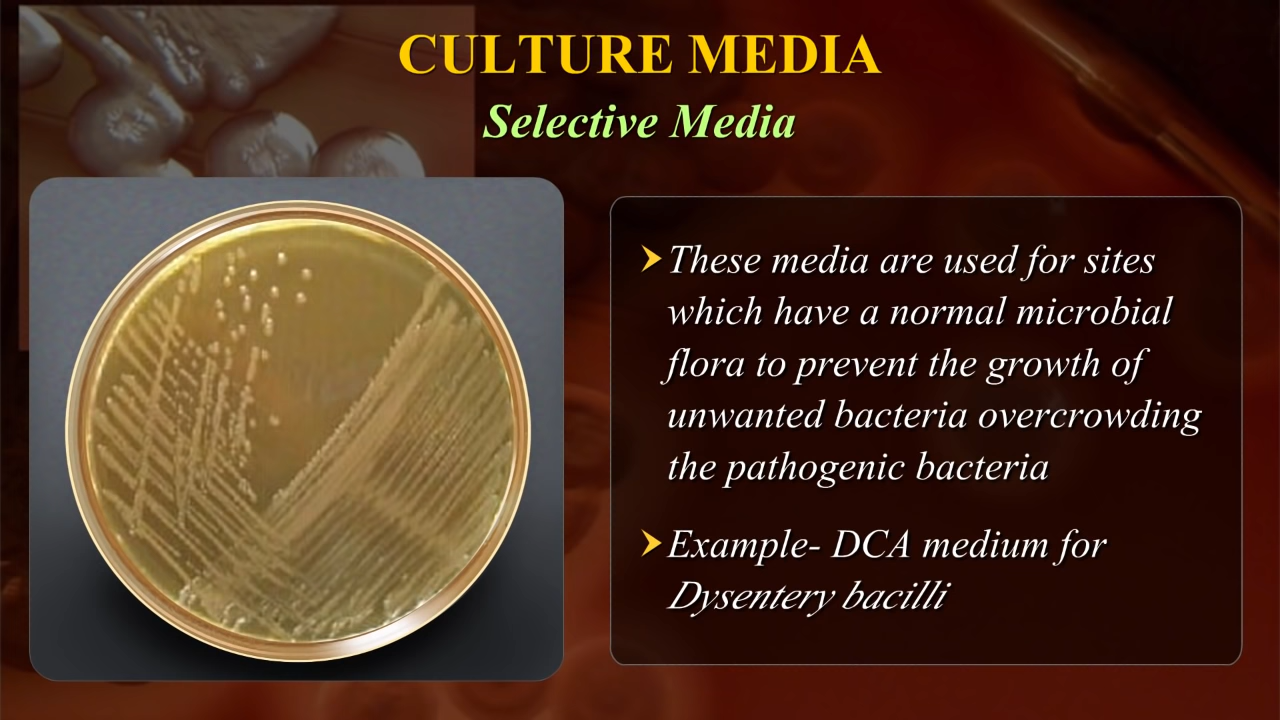 CULTURE MEDIA
Selective Media
These media are used for sites
which have a normal microbial
flora to prevent the growth of
unwanted bacteria overcrowding
the pathogenic bacteria
Example- DCA medium for
Dysentery bacilli